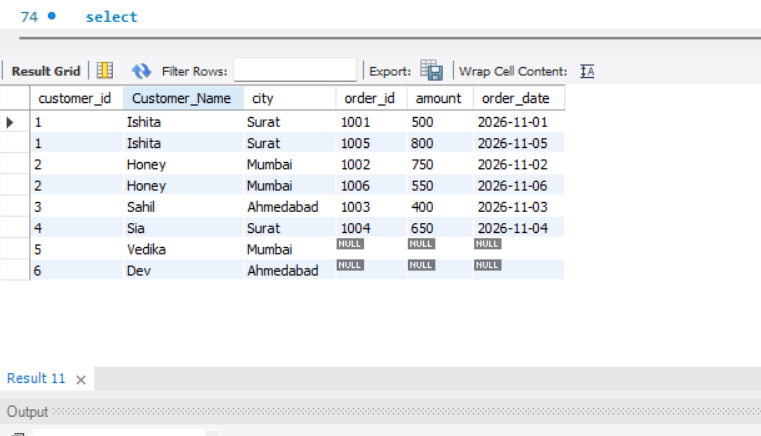 74 select
Result Grid Filter Rows: Export: Wrap Cell Content: IA
customer_id Customer_Name city order_id amount order_date
1 Ishita Surat 1001 500 2026-11-01
1 Ishita Surat 1005 800 2026-11-05
2 Honey Mumbai 1002 750 2026-11-02
2 Honey Mumbai 1006 550 2026-11-06
3 Sahil Ahmedabad 1003 400 2026-11-03
4 Sia Surat 1004 650 2026-11-04
5 Vedika Mumbai NULL NULL NULL
6 Dev Ahmedabad NULL NULL NULL
Result 11
Output